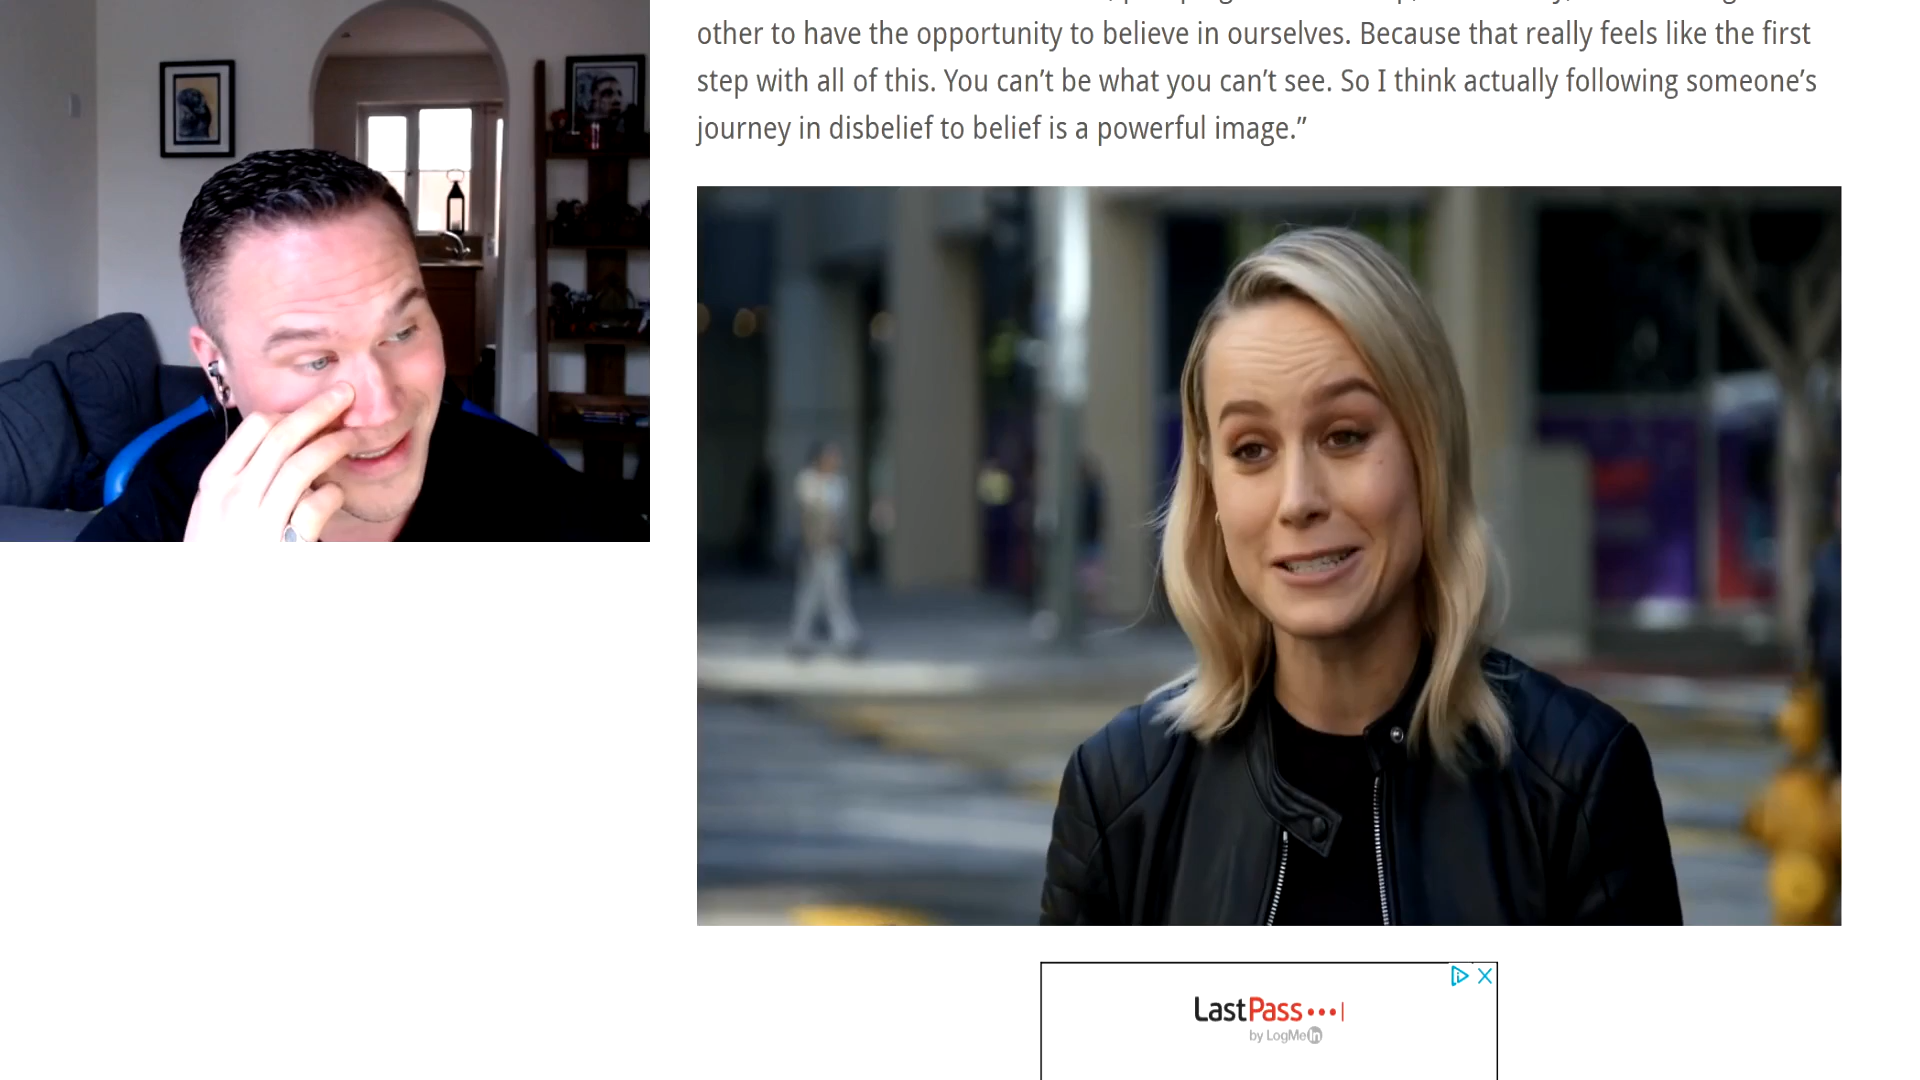 other to have the opportunity to believe in ourselves. Because that really feels like the first
step with all of this. You can’t be what you can’t see. So I think actually following someone’s
journey in disbelief to belief is a powerful image.”
LastPass•••|
by LogMeIn